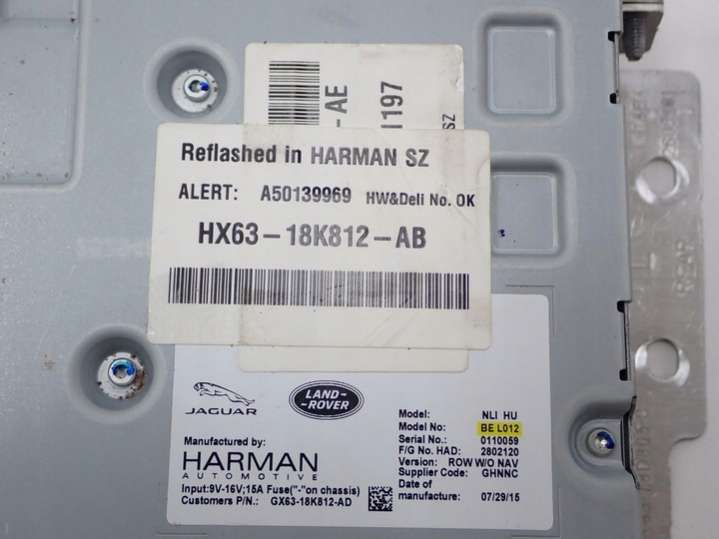 -AE
1197
SZ
Reflashed in HARMAN SZ
ALERT: A50139969 HW&Deli No. OK
HX63-18K812-AB
JAGUAR
LAND-
-ROVER
Manufactured by:
HARMAN
AUTOMOTIVE
Input:9V-16V;15A Fuse("-"on chassis)
Customers P/N.: GX63-18K812-AD
Model: NLI HU
Model No.: BE L012
Serial No.: 0110059
F/G No. HAD: 2802120
Version: ROW W/O NAV
Supplier Code: GHNNC
Date of
manufacture: 07/29/15
REAR